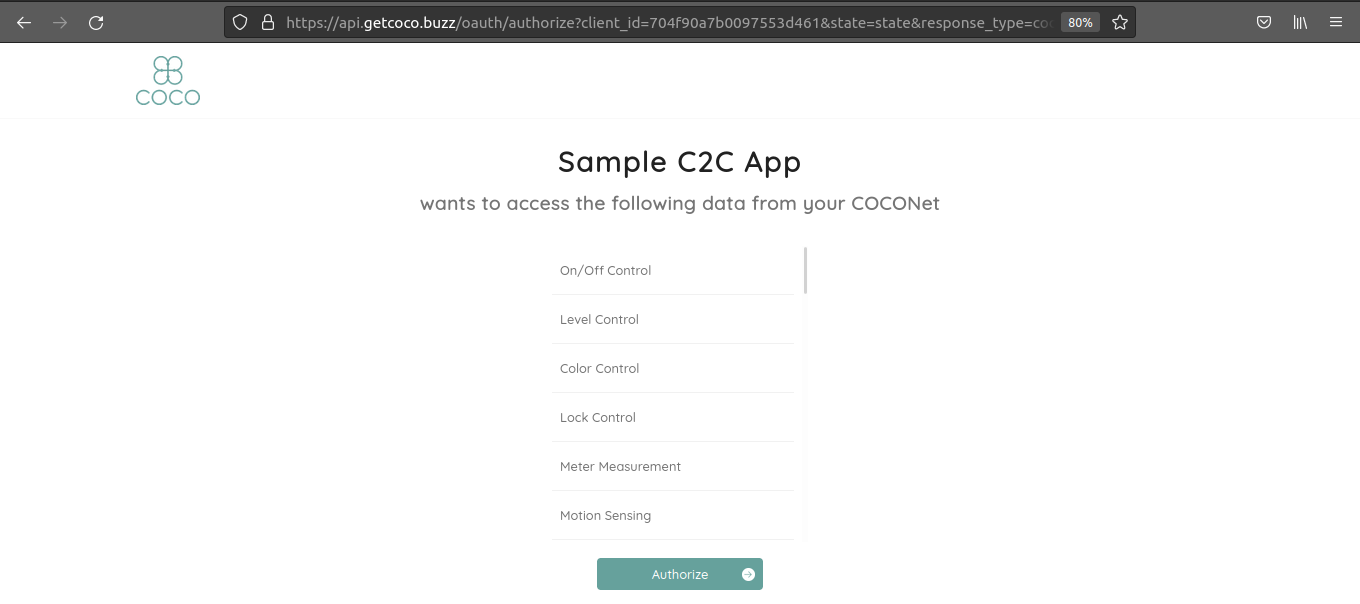 https://api.getcoco.buzz/oauth/authorize?client_id=704f90a7b0097553d461&state=state&response_type=co
80%
COCO
Sample C2C App
wants to access the following data from your COCONet
On/Off Control
Level Control
Color Control
Lock Control
Meter Measurement
Motion Sensing
Authorize